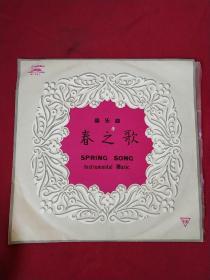 器乐曲
春之歌
SPRING SONG
Instrumental Music